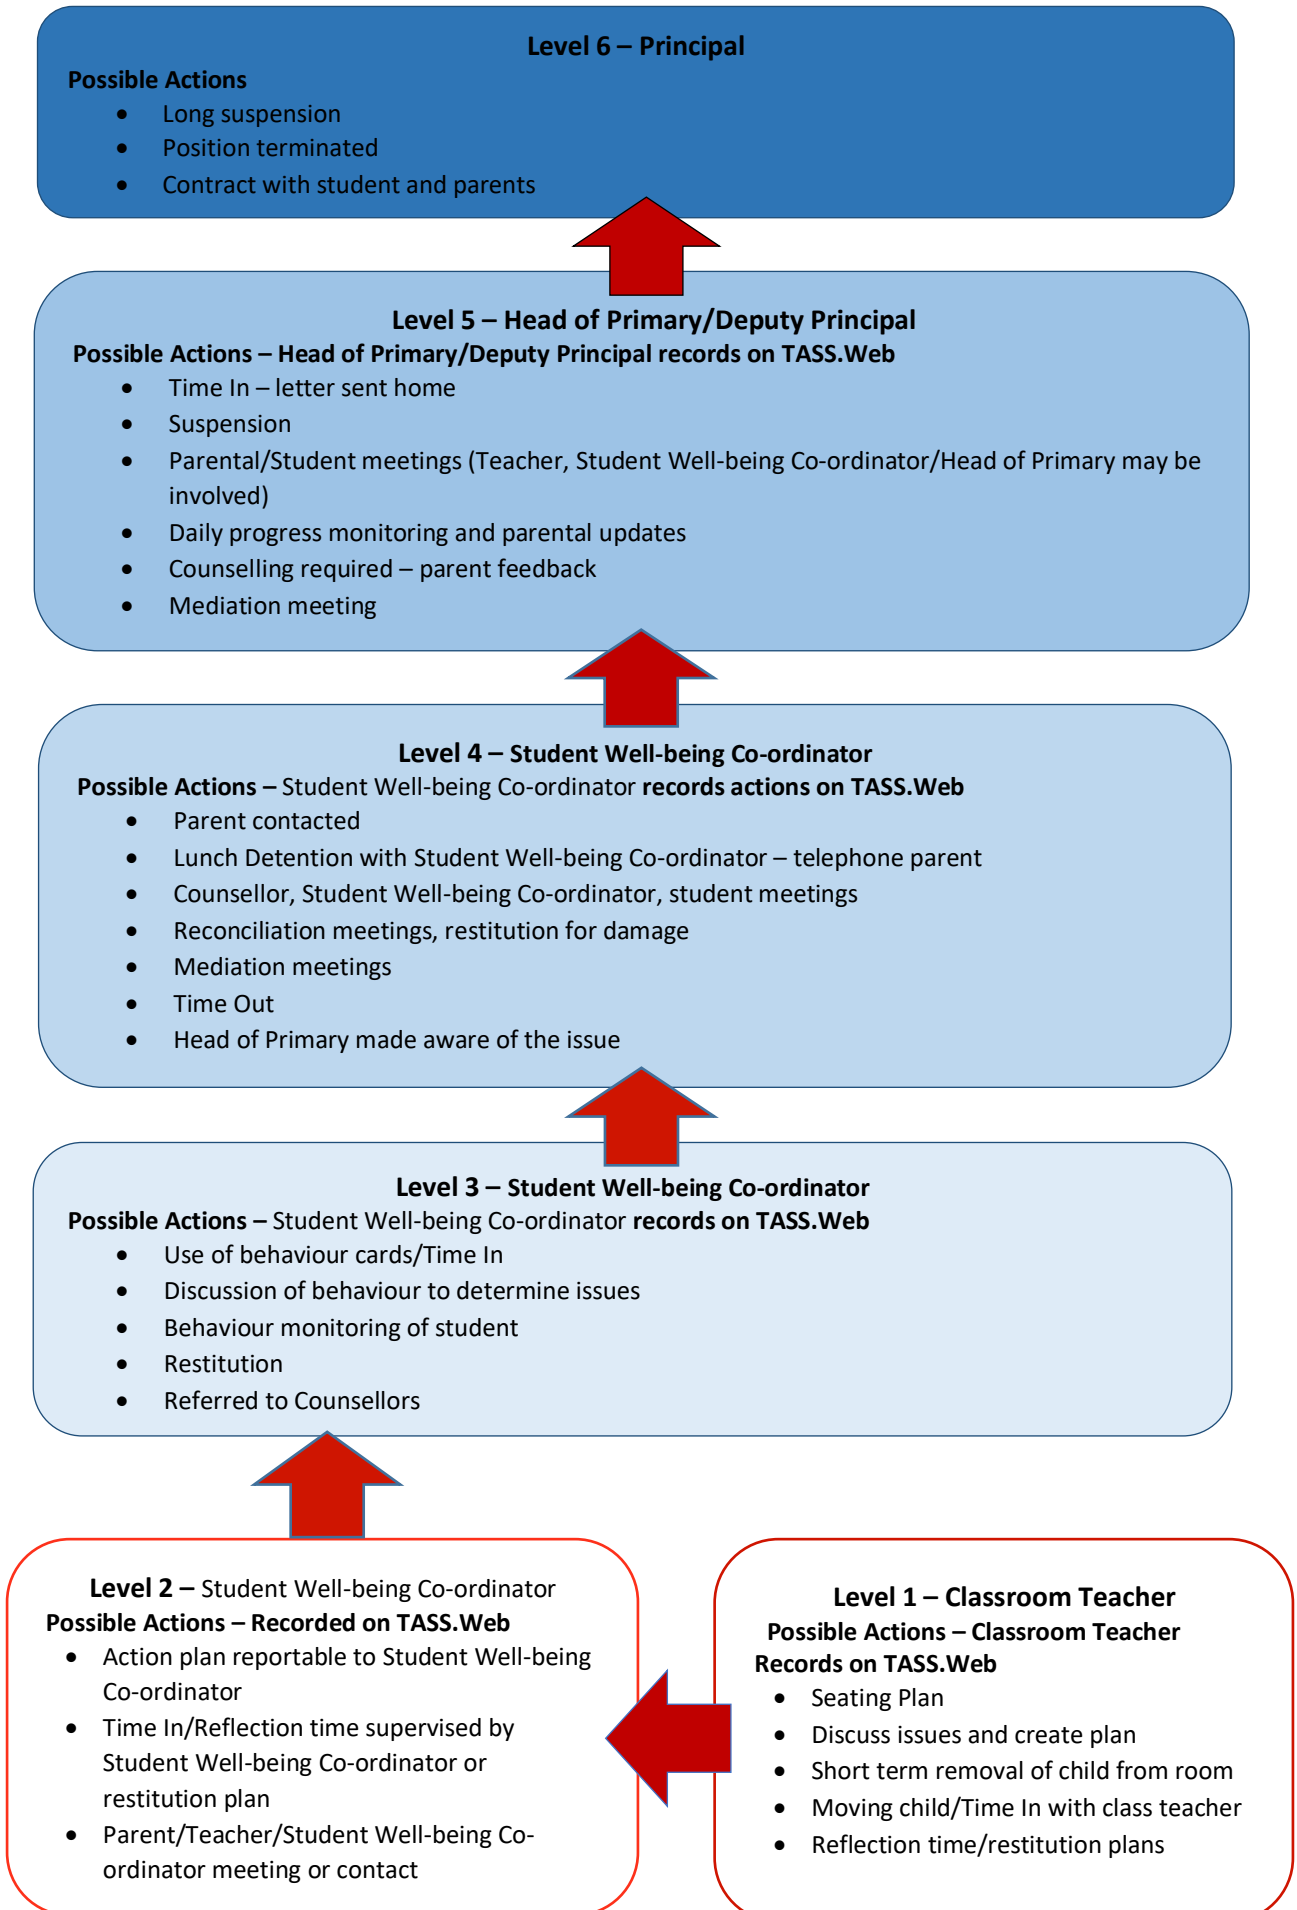 Level 6 – Principal
Possible Actions
• Long suspension
• Position terminated
• Contract with student and parents
Level 5 – Head of Primary/Deputy Principal
Possible Actions – Head of Primary/Deputy Principal records on TASS.Web
• Time In – letter sent home
• Suspension
• Parental/Student meetings (Teacher, Student Well-being Co-ordinator/Head of Primary may be
involved)
• Daily progress monitoring and parental updates
• Counselling required – parent feedback
• Mediation meeting
Level 4 – Student Well-being Co-ordinator
Possible Actions – Student Well-being Co-ordinator records actions on TASS.Web
• Parent contacted
• Lunch Detention with Student Well-being Co-ordinator – telephone parent
• Counsellor, Student Well-being Co-ordinator, student meetings
• Reconciliation meetings, restitution for damage
• Mediation meetings
• Time Out
• Head of Primary made aware of the issue
Level 3 – Student Well-being Co-ordinator
Possible Actions – Student Well-being Co-ordinator records on TASS.Web
• Use of behaviour cards/Time In
• Discussion of behaviour to determine issues
• Behaviour monitoring of student
• Restitution
• Referred to Counsellors
Level 2 – Student Well-being Co-ordinator
Possible Actions – Recorded on TASS.Web
• Action plan reportable to Student Well-being
Co-ordinator
• Time In/Reflection time supervised by
Student Well-being Co-ordinator or
restitution plan
• Parent/Teacher/Student Well-being Co-
ordinator meeting or contact
Level 1 – Classroom Teacher
Possible Actions – Classroom Teacher
Records on TASS.Web
• Seating Plan
• Discuss issues and create plan
• Short term removal of child from room
• Moving child/Time In with class teacher
• Reflection time/restitution plans